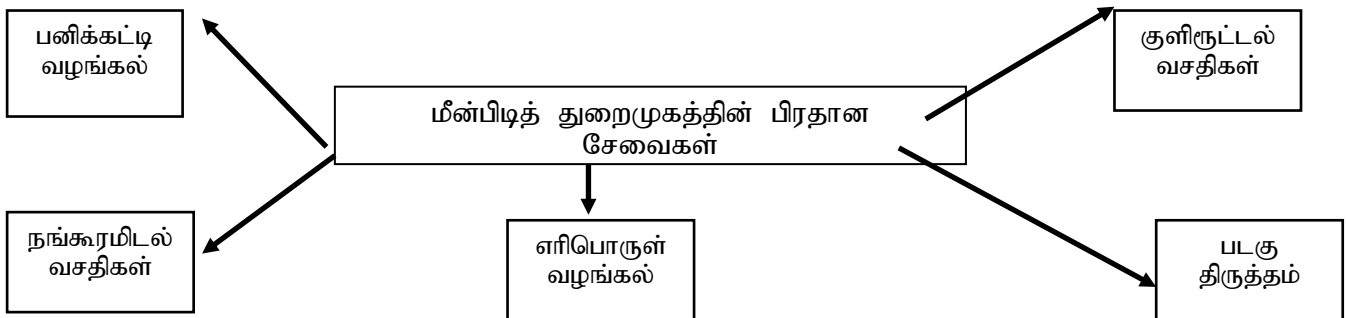 பனிக்கட்டி
வழங்கல்
குளிரூட்டல்
வசதிகள்
மீன்பிடித் துறைமுகத்தின் பிரதான
சேவைகள்
நங்கூரமிடல்
வசதிகள்
எரிபொருள்
வழங்கல்
படகு
திருத்தம்